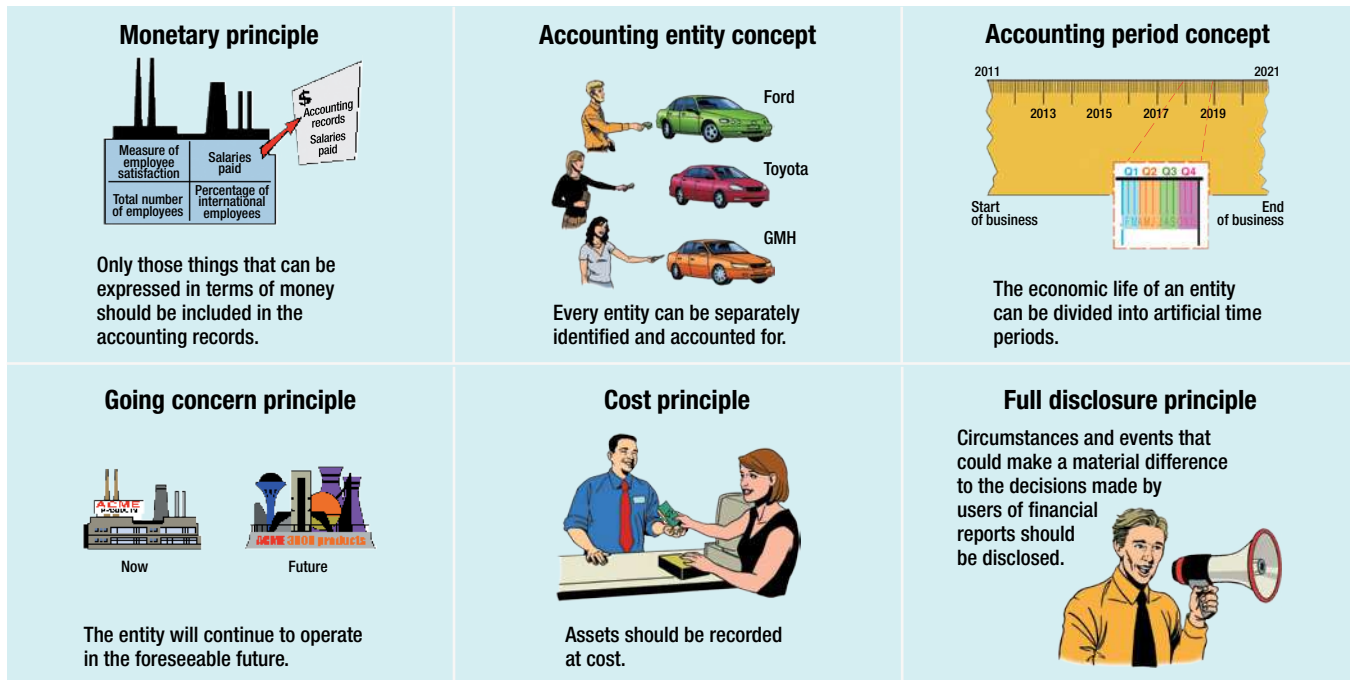 Monetary principle
$
Accounting
records
Salaries
paid
Measure of
employee
satisfaction
Salaries
paid
Total number
of employees
Percentage of
international
employees
Only those things that can be
expressed in terms of money
should be included in the
accounting records.
Accounting entity concept
Ford
Toyota
GMH
Every entity can be separately
identified and accounted for.
Accounting period concept
2011
2021
2013
2015
2017
2019
Q1 Q2 Q3 Q4
Start
of business
End
of business
The economic life of an entity
can be divided into artificial time
periods.
Going concern principle
ACME
PRODUCTS
ACME 3000 products
Now
Future
The entity will continue to operate
in the foreseeable future.
Cost principle
Assets should be recorded
at cost.
Full disclosure principle
Circumstances and events that
could make a material difference
to the decisions made by
users of financial
reports should
be disclosed.